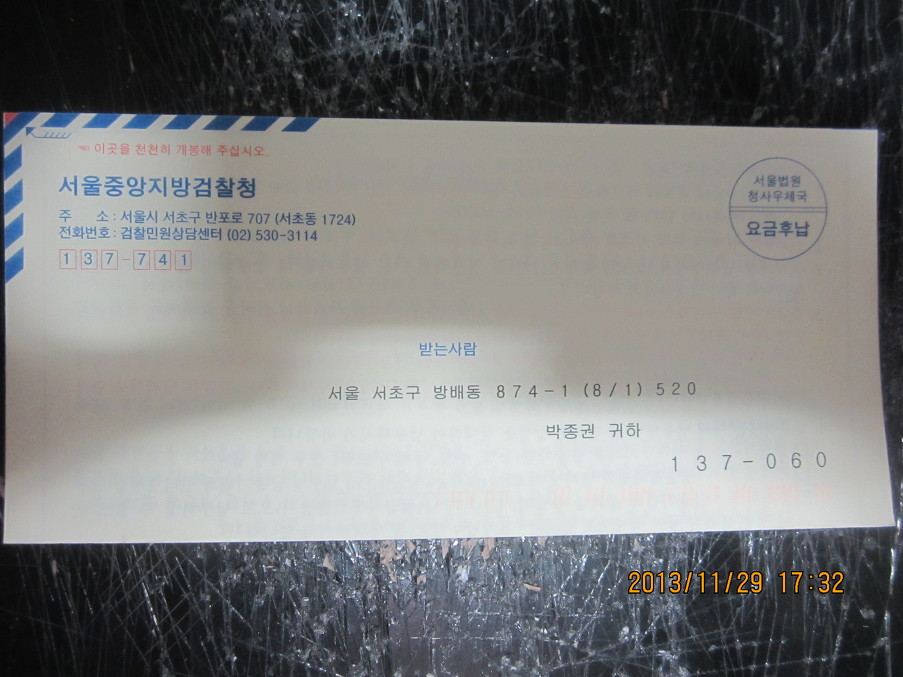 ☜ 이곳을 천천히 개봉해 주십시오.
서울중앙지방검찰청
주 소 : 서울시 서초구 반포로 707 (서초동 1724)
전화번호 : 검찰민원상담센터 (02) 530-3114
137-741
서울법원
청사우체국
요금후납
받는사람
서울 서초구 방배동 874-1 (8/1) 520
박종권 귀하
137-060
2013/11/29 17:32